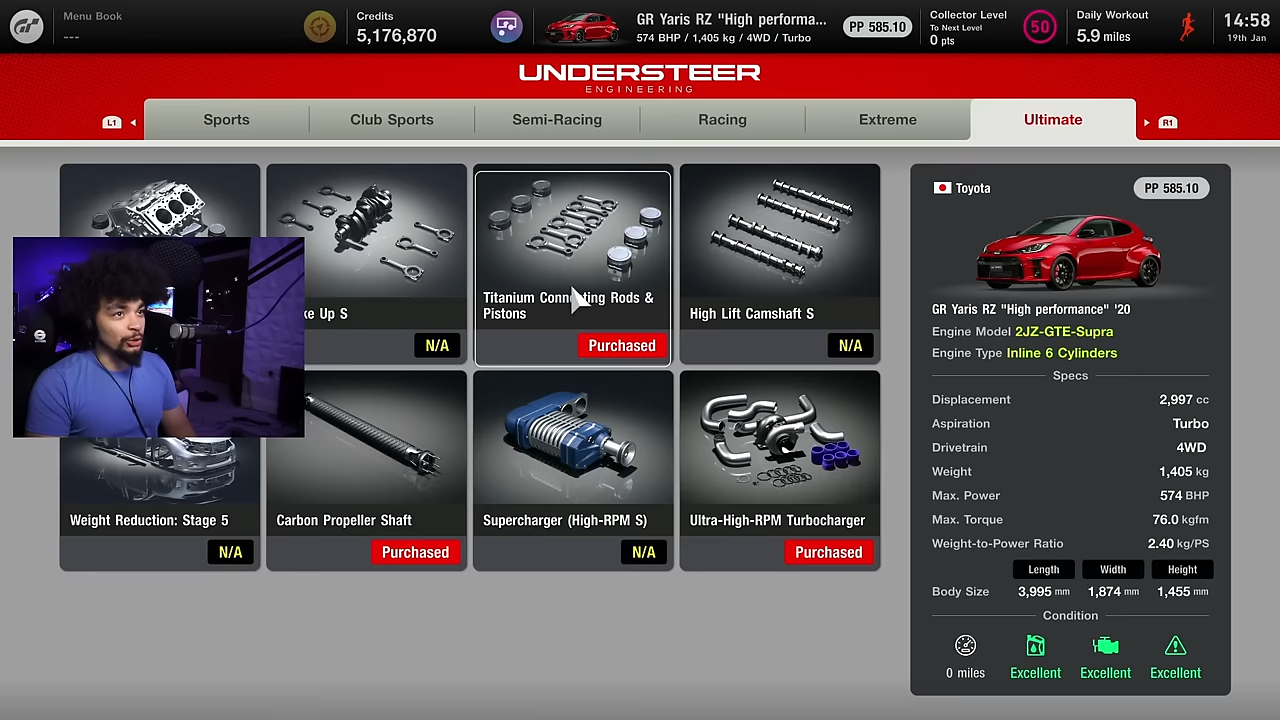 Menu Book
---
Credits
5,176,870
GR Yaris RZ "High performa...
574 BHP / 1,405 kg / 4WD / Turbo
PP 585.10
Collector Level
To Next Level
0 pts
50
Daily Workout
5.9 miles
14:58
19th Jan
UNDERSTEER
ENGINEERING
L1
Sports
Club Sports
Semi-Racing
Racing
Extreme
Ultimate
R1
ke Up S
N/A
Titanium Connecting Rods &
Pistons
Purchased
High Lift Camshaft S
N/A
Weight Reduction: Stage 5
N/A
Carbon Propeller Shaft
Purchased
Supercharger (High-RPM S)
N/A
Ultra-High-RPM Turbocharger
Purchased
Toyota
PP 585.10
GR Yaris RZ "High performance" '20
Engine Model 2JZ-GTE-Supra
Engine Type Inline 6 Cylinders
Specs
Displacement 2,997 cc
Aspiration Turbo
Drivetrain 4WD
Weight 1,405 kg
Max. Power 574 BHP
Max. Torque 76.0 kgfm
Weight-to-Power Ratio 2.40 kg/PS
Length Width Height
Body Size 3,995 mm 1,874 mm 1,455 mm
Condition
0 miles Excellent Excellent Excellent